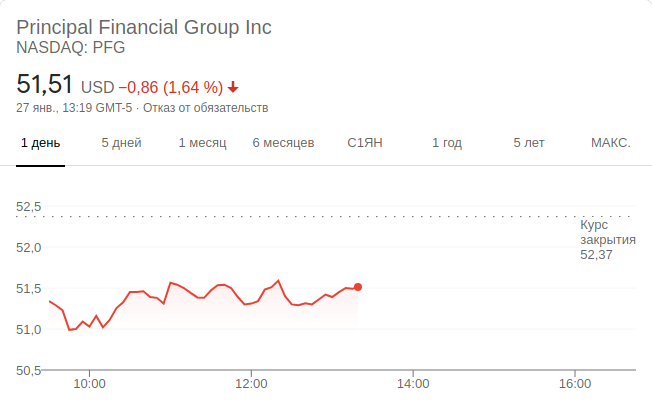 Principal Financial Group Inc
NASDAQ: PFG
51,51 USD −0,86 (1,64 %)
27 янв., 13:19 GMT-5 · Отказ от обязательств
1 день 5 дней 1 месяц 6 месяцев С1ЯН 1 год 5 лет МАКС.
52,5
Курс
закрытия
52,37
52,0
51,5
51,0
50,5
10:00 12:00 14:00 16:00